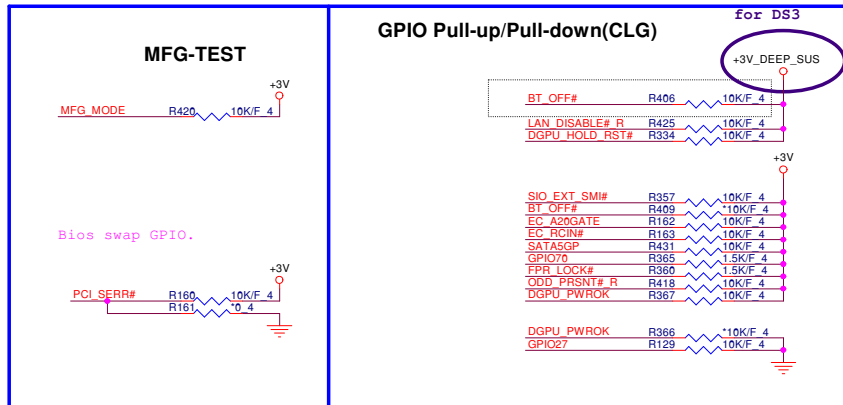 for DS3
MFG-TEST
GPIO Pull-up/Pull-down(CLG)
+3V_DEEP_SUS
+3V
MFG_MODE R420 10K/F_4
BT_OFF# R406 10K/F_4
LAN_DISABLE#_R R425 10K/F_4
DGPU_HOLD_RST# R334 10K/F_4
+3V
SIO_EXT_SMI# R357 10K/F_4
BT_OFF# R409 *10K/F_4
EC_A20GATE R162 10K/F_4
EC_RCIN# R163 10K/F_4
SATA5GP R431 10K/F_4
GPIO70 R365 1.5K/F_4
FPR_LOCK# R360 1.5K/F_4
ODD_PRSNT#_R R418 10K/F_4
DGPU_PWROK R367 10K/F_4
Bios swap GPIO.
+3V
PCI_SERR# R160 10K/F_4
R161 *0_4
DGPU_PWROK R366 *10K/F_4
GPIO27 R129 10K/F_4